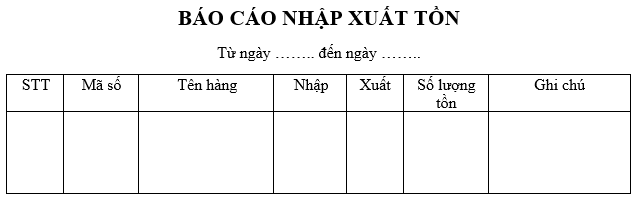 BÁO CÁO NHẬP XUẤT TỒN
Từ ngày …….. đến ngày ……..
STT Mã số Tên hàng Nhập Xuất Số lượng tồn Ghi chú